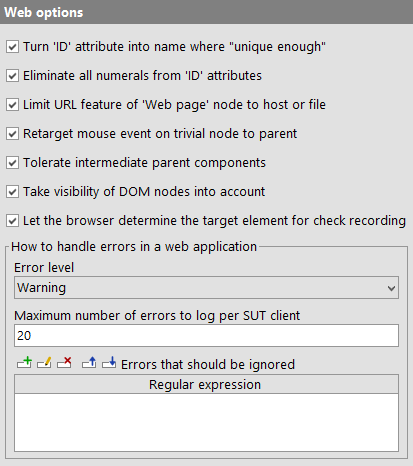 Web options
Turn 'ID' attribute into name where "unique enough"
Eliminate all numerals from 'ID' attributes
Limit URL feature of 'Web page' node to host or file
Retarget mouse event on trivial node to parent
Tolerate intermediate parent components
Take visibility of DOM nodes into account
Let the browser determine the target element for check recording
How to handle errors in a web application
Error level
Warning
Maximum number of errors to log per SUT client
20
Errors that should be ignored
Regular expression